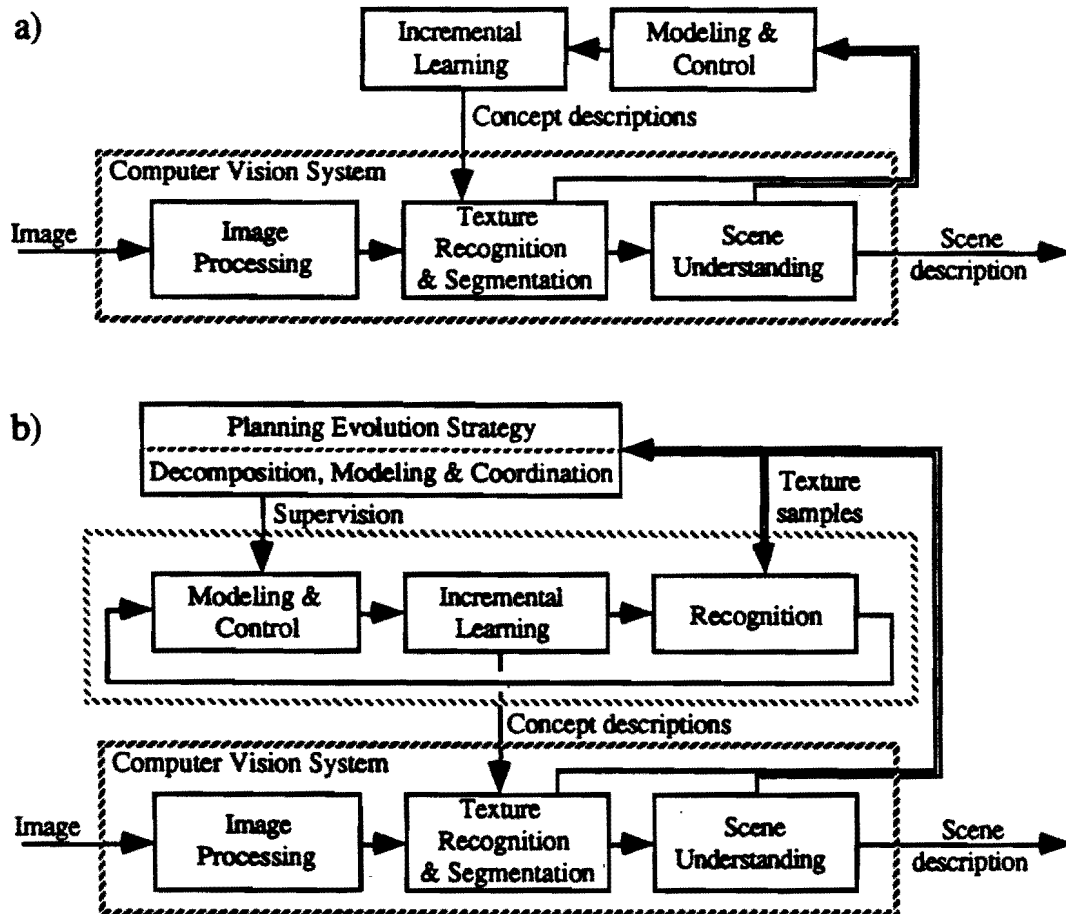 a)
Incremental
Learning
Modeling &
Control
Concept descriptions
Computer Vision System
Image
Image
Processing
Texture
Recognition
& Segmentation
Scene
Understanding
Scene
description
b)
Planning Evolution Strategy
Decomposition, Modeling & Coordination
Supervision
Texture
samples
Modeling &
Control
Incremental
Learning
Recognition
Concept descriptions
Computer Vision System
Image
Image
Processing
Texture
Recognition
& Segmentation
Scene
Understanding
Scene
description